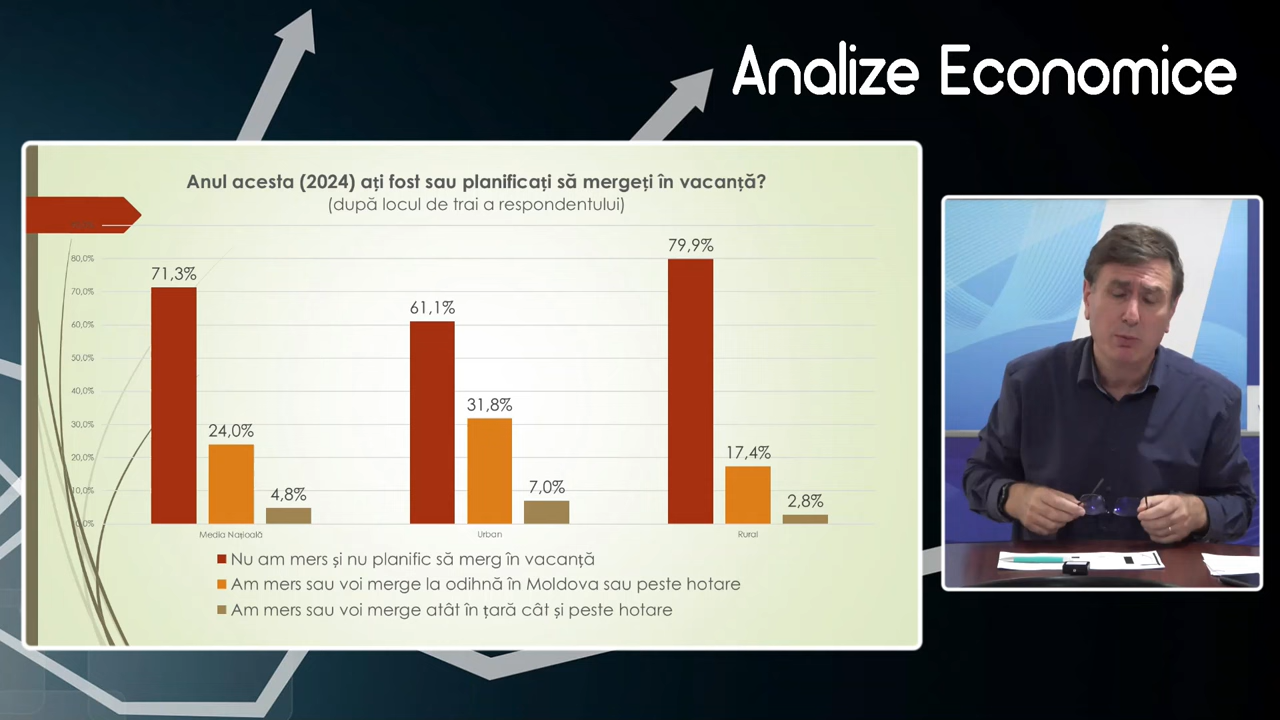 Analize Economice
Anul acesta (2024) ați fost sau planificați să mergeți în vacanță?
(după locul de trai a respondentului)
80,0%
70,0%
60,0%
50,0%
40,0%
30,0%
20,0%
10,0%
0,0%
71,3%
24,0%
4,8%
61,1%
31,8%
7,0%
79,9%
17,4%
2,8%
Media Națioală
Urban
Rural
Nu am mers și nu planific să merg în vacanță
Am mers sau voi merge la odihnă în Moldova sau peste hotare
Am mers sau voi merge atât în țară cât și peste hotare